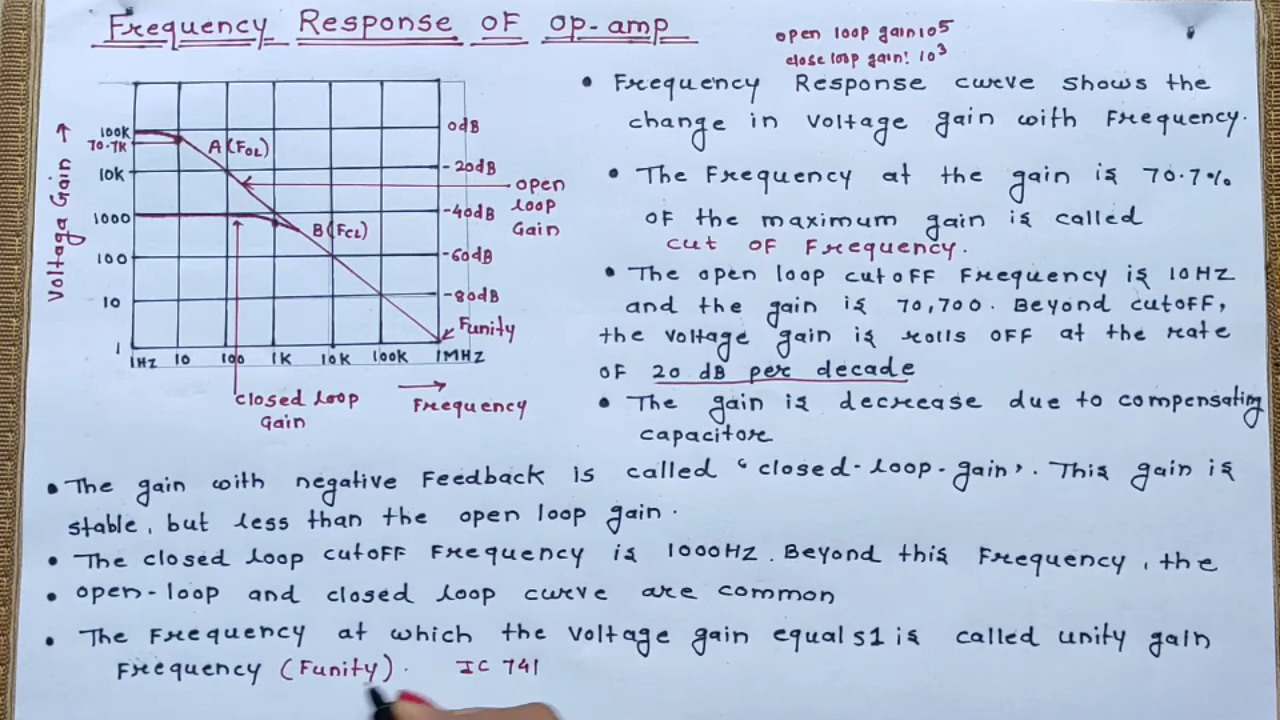 Frequency Response of op-amp
open loop gain 10⁵
close loop gain: 10³
• Frequency Response curve shows the
change in voltage gain with Frequency.
• The Frequency at the gain is 70.7%
of the maximum gain is called
cut of Frequency.
• The open loop cutoff Frequency is 10Hz
and the gain is 70,700. Beyond cutoff,
the voltage gain is rolls off at the rate
of 20 dB per decade
• The gain is decrease due to compensating
capacitor
Voltaga Gain →
100K
70.7K
10K
1000
100
10
1
1Hz 10 100 1K 10K 100K 1MHz
0dB
-20dB
-40dB
-60dB
-80dB
A(FOL)
B(FCL)
open
loop
Gain
Funity
closed loop
Gain
→
Frequency
• The gain with negative Feedback is called "closed-loop-gain". This gain is
stable, but less than the open loop gain.
• The closed loop cutoff Frequency is 1000Hz. Beyond this Frequency, the
• open-loop and closed loop curve are common
• The Frequency at which the voltage gain equals 1 is called unity gain
Frequency (Funity). IC 741